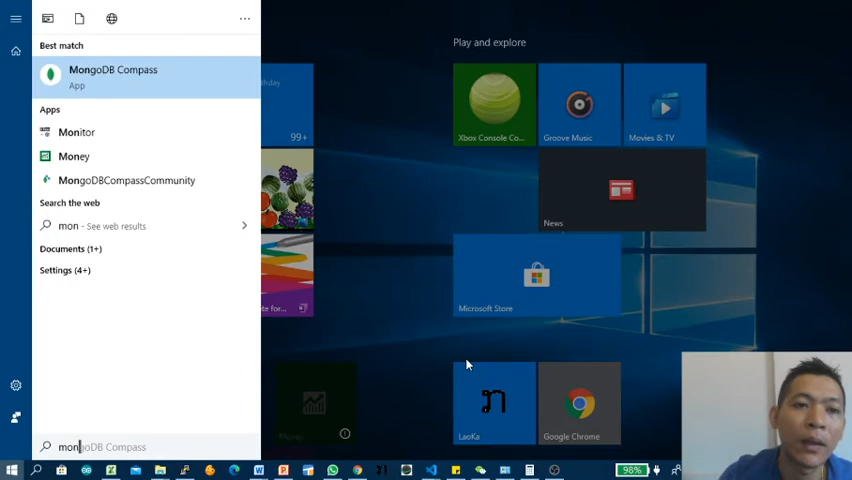 Best match
MongoDB Compass
App
Apps
Monitor
Money
MongoDBCompassCommunity
Search the web
mon - See web results
Documents (1+)
Settings (4+)
mongoDB Compass
99+
Play and explore
Xbox Console Co...
Groove Music
Movies & TV
News
Microsoft Store
Money
LaoKa
Google Chrome
98%